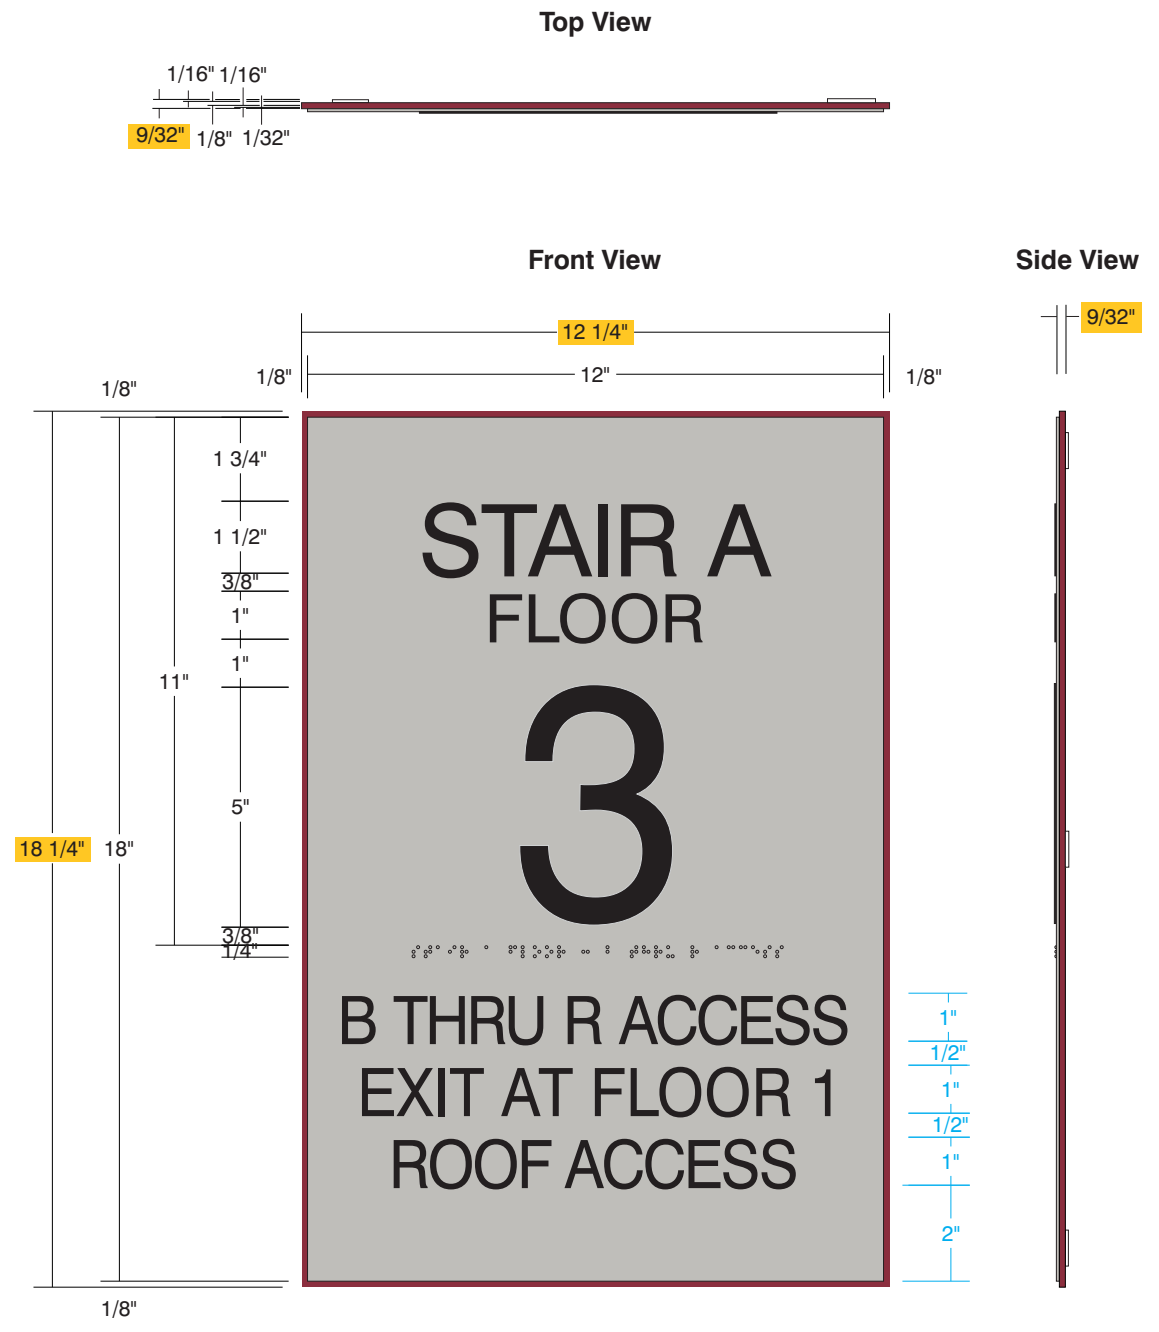 Top View
1/16" 1/16"
9/32" 1/8" 1/32"
Front View
Side View
12 1/4"
9/32"
1/8" 12" 1/8"
1/8"
1 3/4"
1 1/2"
3/8"
1"
1"
11"
5"
18 1/4" 18"
3/8"
1/4"
STAIR A
FLOOR
3
B THRU R ACCESS
EXIT AT FLOOR 1
ROOF ACCESS
1"
1/2"
1"
1/2"
1"
2"
1/8"